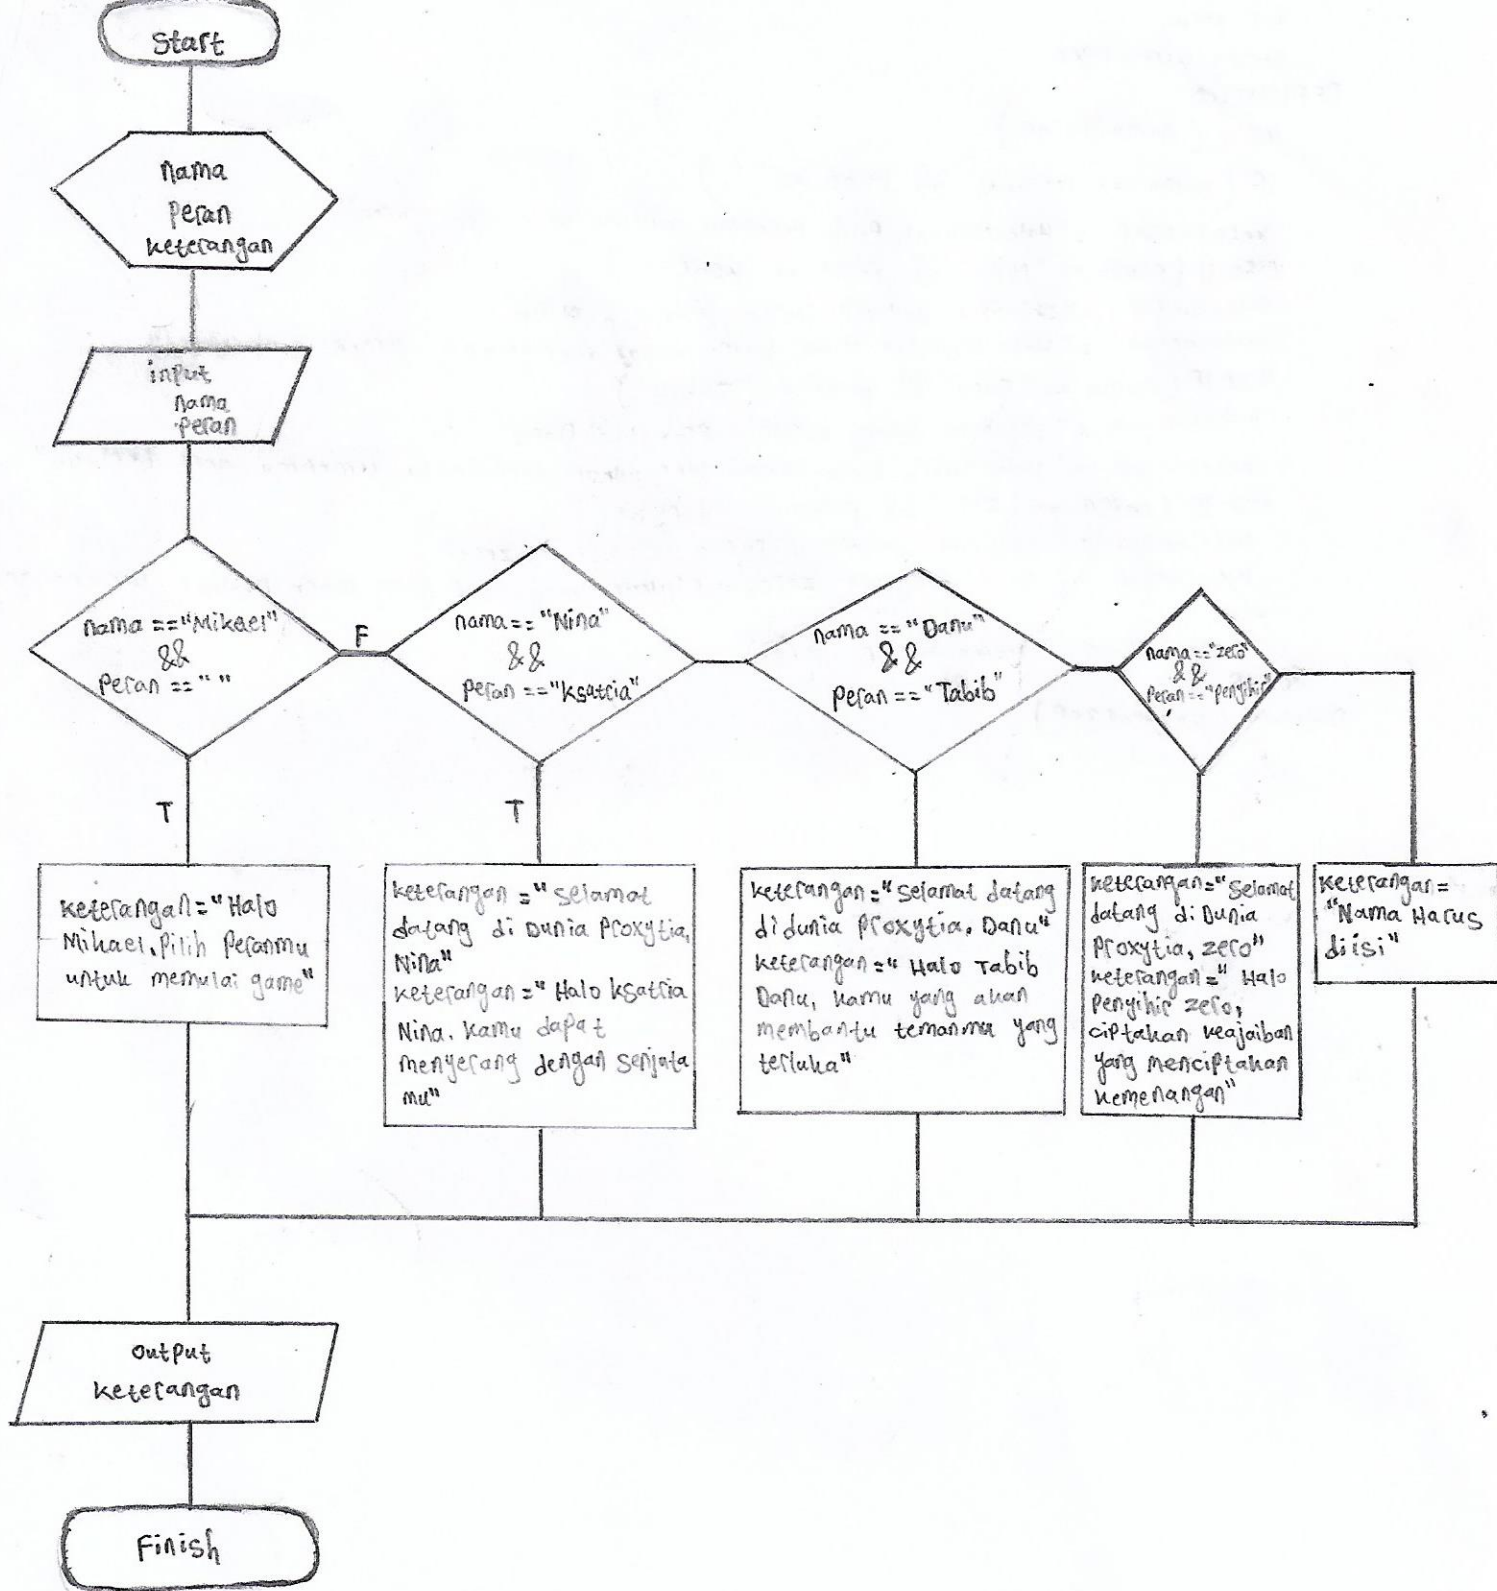 Start
nama
peran
keterangan
input
nama
peran
nama =="Mikael"
&&
peran ==" "
F
nama=="Nina"
&&
peran =="Ksatria"
nama =="Danu"
&&
peran =="Tabib"
nama=="zero"
&&
peran=="penyihir"
T
T
keterangan="Halo
Mikael, Pilih Peranmu
untuk memulai game"
keterangan="selamat
datang di Dunia Proxytia,
Nina"
keterangan="Halo ksatria
Nina, kamu dapat
menyerang dengan senjata
mu"
keterangan="selamat datang
di dunia Proxytia, Danu"
keterangan="Halo Tabib
Danu, kamu yang akan
membantu temanmu yang
terluka"
keterangan="selamat
datang di Dunia
Proxytia, zero"
keterangan="Halo
Penyihir zero,
ciptakan keajaiban
yang menciptakan
kemenangan"
keterangan=
"Nama Harus
diisi"
output
keterangan
Finish